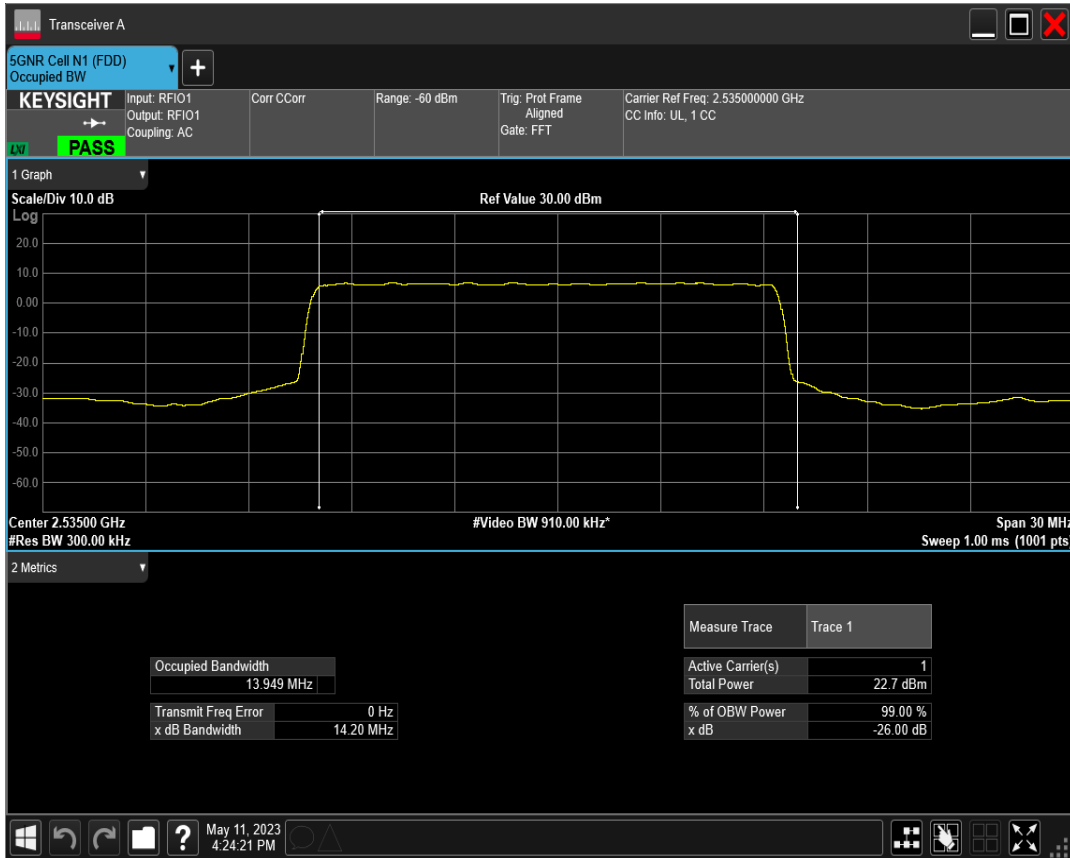 Transceiver A
5GNR Cell N1 (FDD)
Occupied BW
+
KEYSIGHT
LXI
PASS
Input: RFIO1
Output: RFIO1
Coupling: AC
Corr CCorr
Range: -60 dBm
Trig: Prot Frame
Aligned
Gate: FFT
Carrier Ref Freq: 2.535000000 GHz
CC Info: UL, 1 CC
1 Graph
Scale/Div 10.0 dB
Ref Value 30.00 dBm
Log
20.0
10.0
0.00
-10.0
-20.0
-30.0
-40.0
-50.0
-60.0
Center 2.53500 GHz
#Video BW 910.00 kHz*
Span 30 MHz
#Res BW 300.00 kHz
Sweep 1.00 ms (1001 pts)
2 Metrics
Measure Trace Trace 1
Occupied Bandwidth
13.949 MHz
Active Carrier(s) 1
Total Power 22.7 dBm
Transmit Freq Error 0 Hz
x dB Bandwidth 14.20 MHz
% of OBW Power 99.00 %
x dB -26.00 dB
?
May 11, 2023
4:24:21 PM